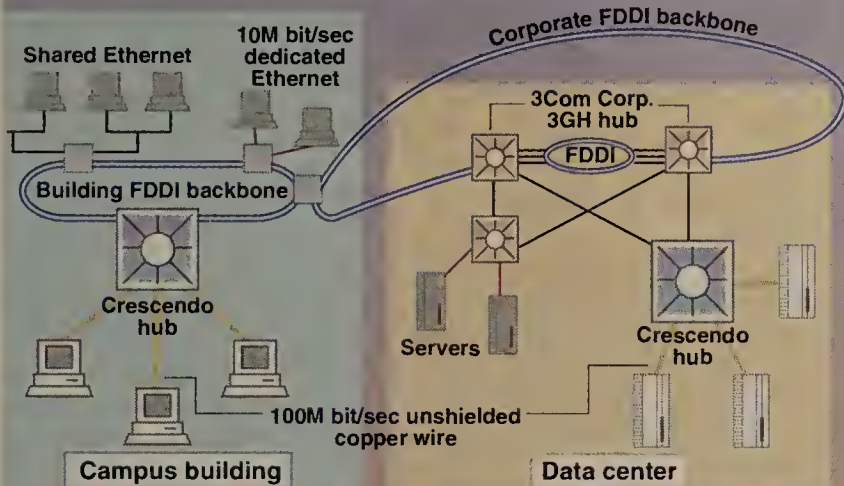 Corporate FDDI backbone
Shared Ethernet
10M bit/sec
dedicated
Ethernet
3Com Corp.
3GH hub
FDDI
Building FDDI backbone
Crescendo
hub
Servers
Crescendo
hub
100M bit/sec unshielded
copper wire
Campus building
Data center